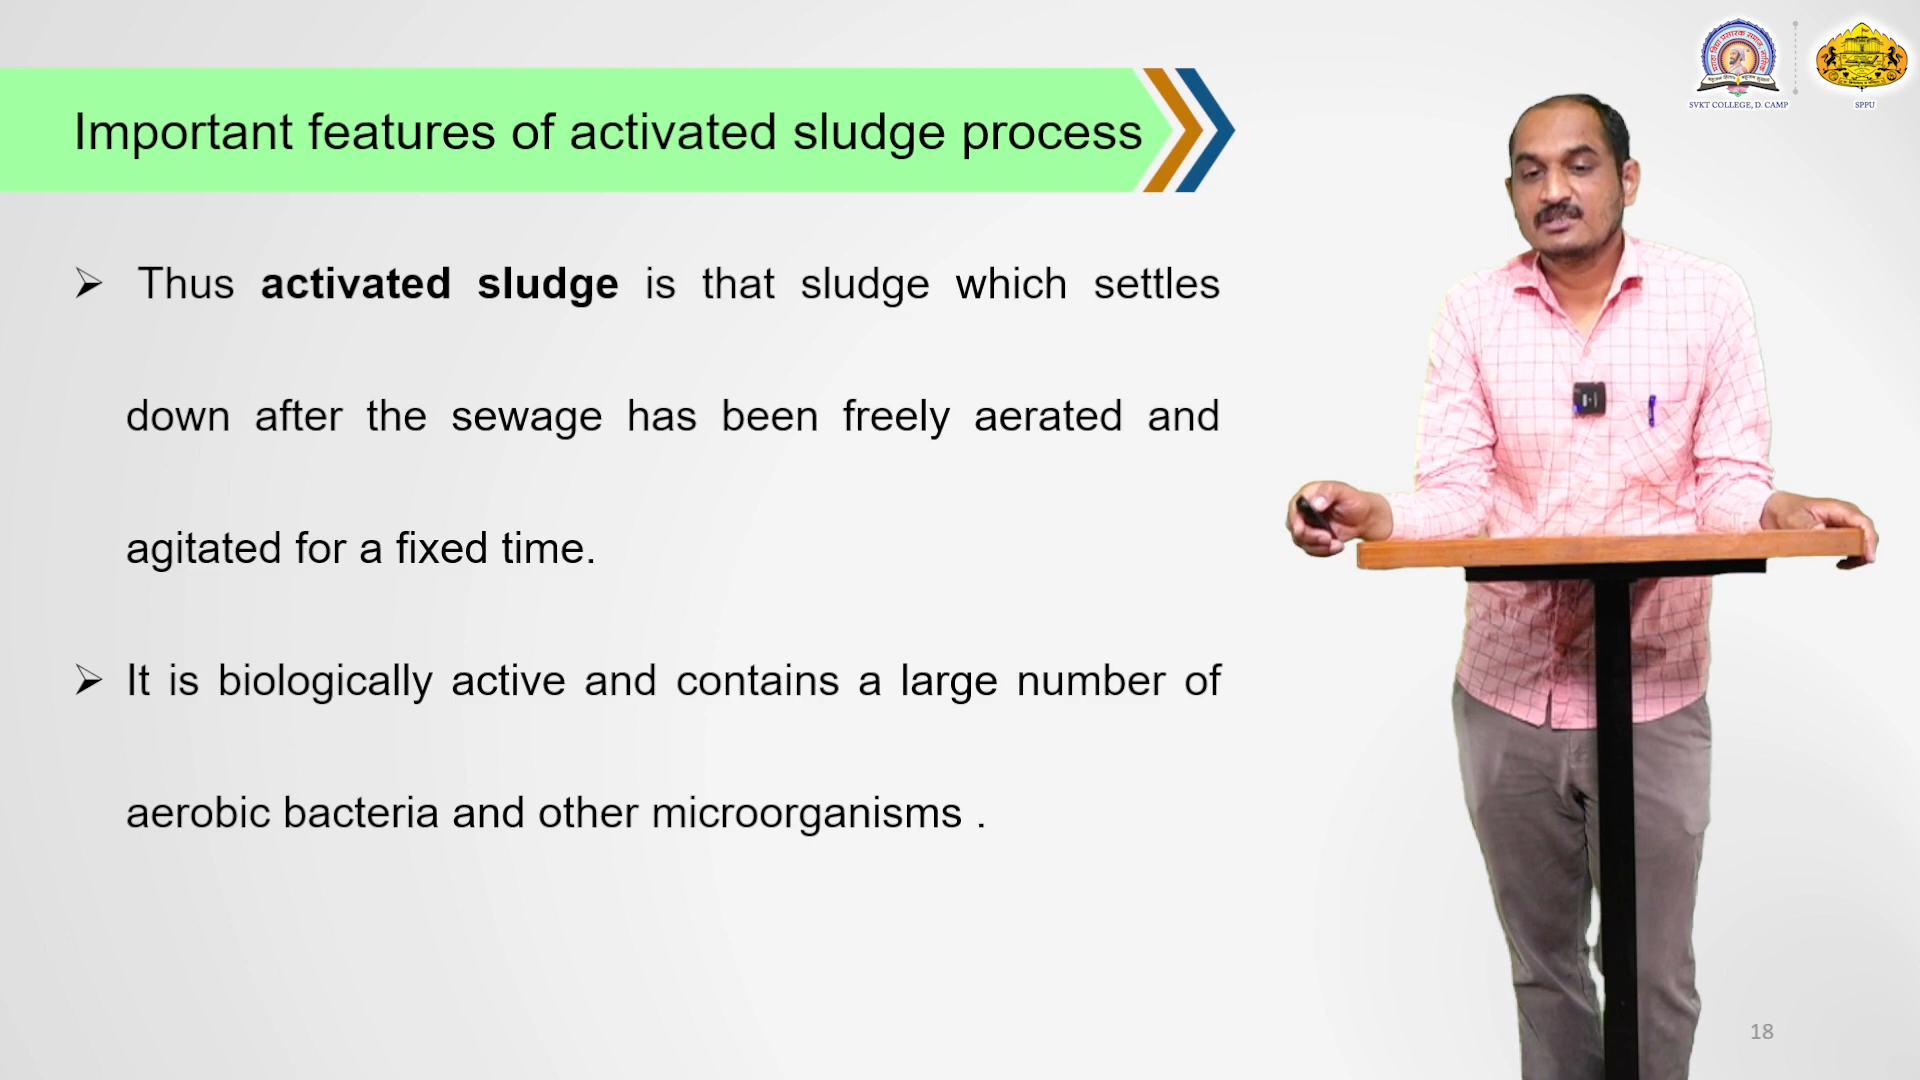 SVKT COLLEGE, D. CAMP
SPPU
Important features of activated sludge process
➢ Thus activated sludge is that sludge which settles
down after the sewage has been freely aerated and
agitated for a fixed time.
➢ It is biologically active and contains a large number of
aerobic bacteria and other microorganisms .
18